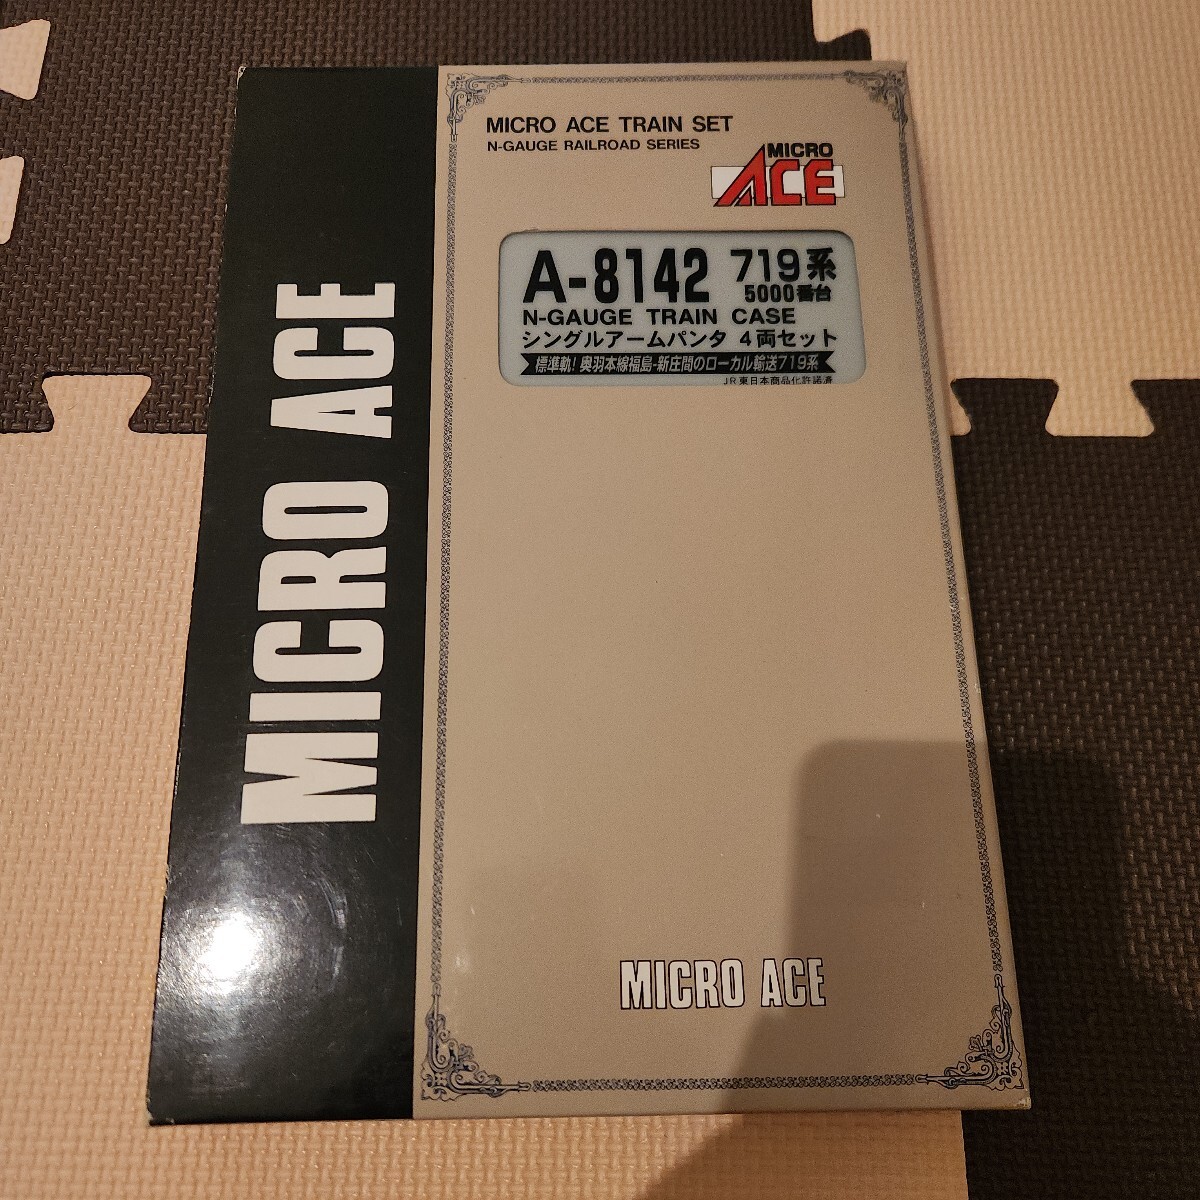 MICRO ACE
MICRO ACE TRAIN SET
N-GAUGE RAILROAD SERIES
MICRO
ACE
A-8142 719系
5000番台
N-GAUGE TRAIN CASE
シングルアームパンタ 4両セット
標準軌!奥羽本線福島-新庄間のローカル輸送719系
JR東日本商品化許諾済
MICRO ACE